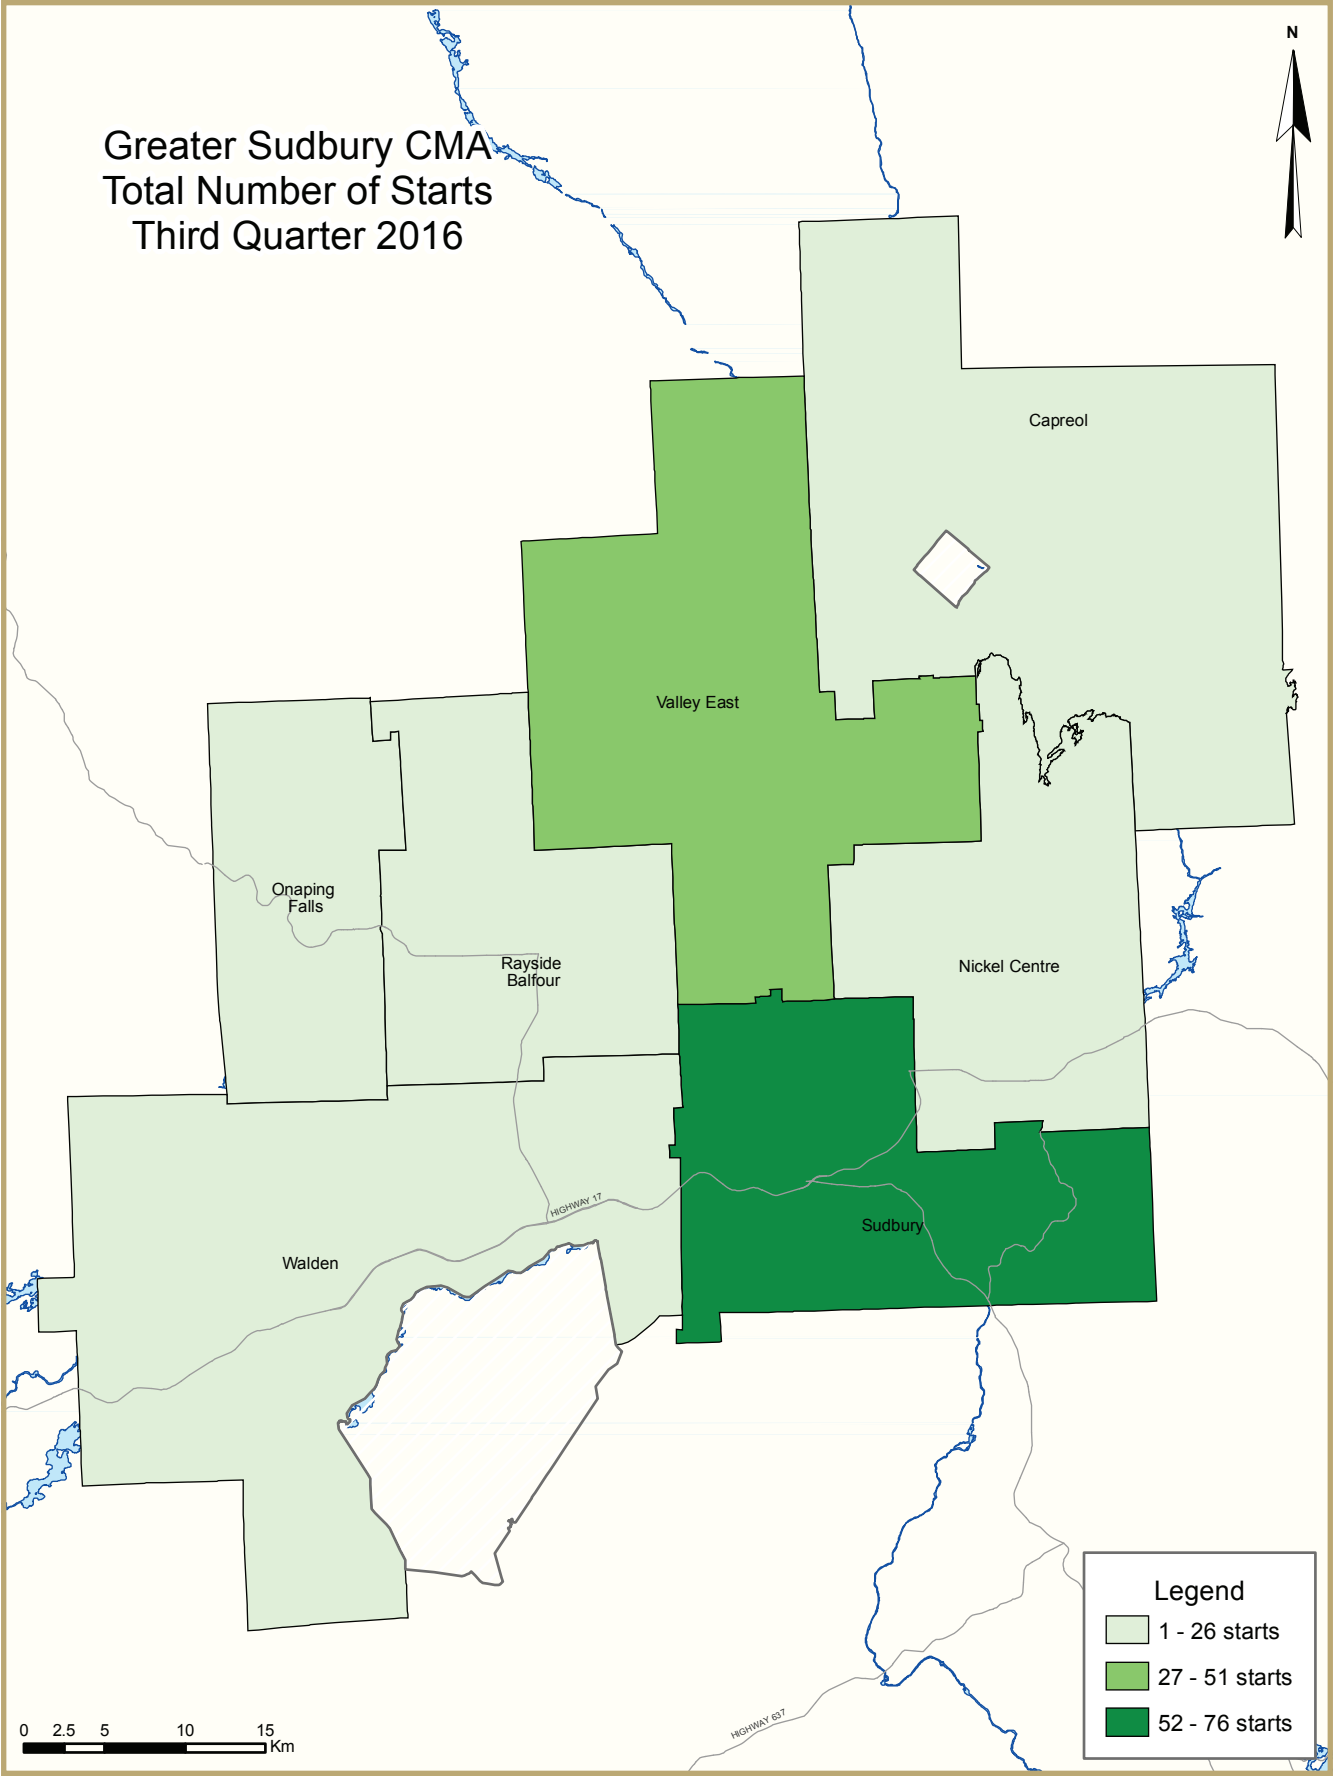 N
Greater Sudbury CMA
Total Number of Starts
Third Quarter 2016
Capreol
Valley East
Onaping
Falls
Rayside
Balfour
Nickel Centre
HIGHWAY 17
Sudbury
Walden
HIGHWAY 637
Legend
1 - 26 starts
27 - 51 starts
52 - 76 starts
0 2.5 5 10 15
Km